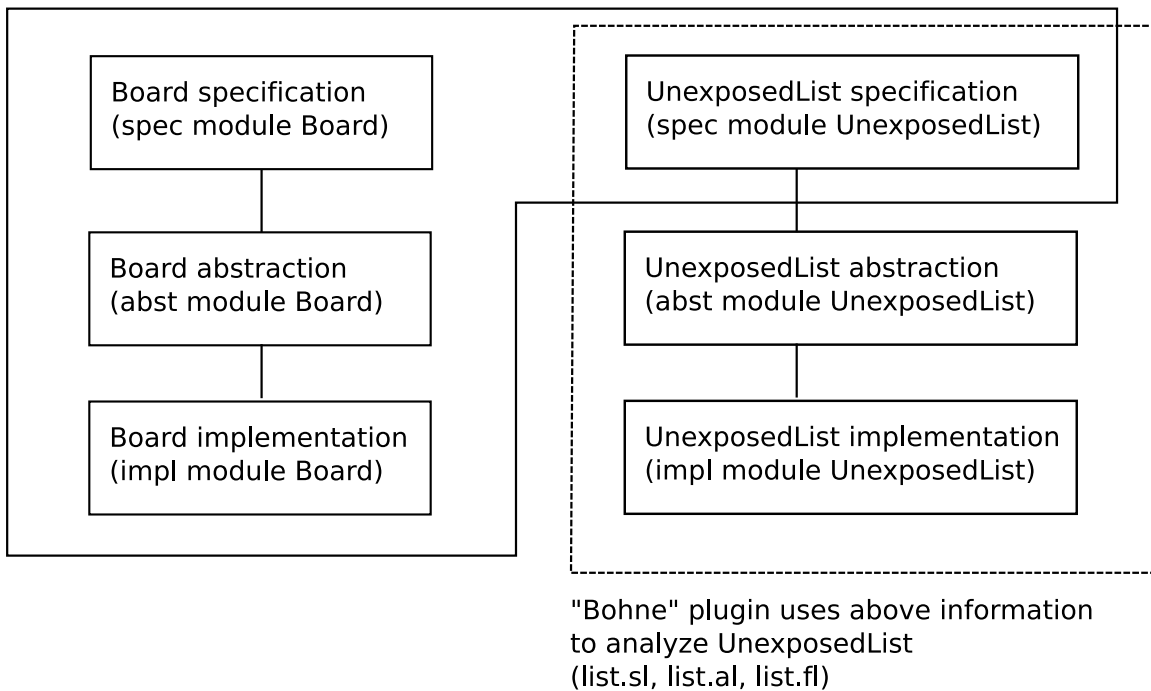 Board specification
(spec module Board)
UnexposedList specification
(spec module UnexposedList)
Board abstraction
(abst module Board)
UnexposedList abstraction
(abst module UnexposedList)
Board implementation
(impl module Board)
UnexposedList implementation
(impl module UnexposedList)
"Bohne" plugin uses above information
to analyze UnexposedList
(list.sl, list.al, list.fl)